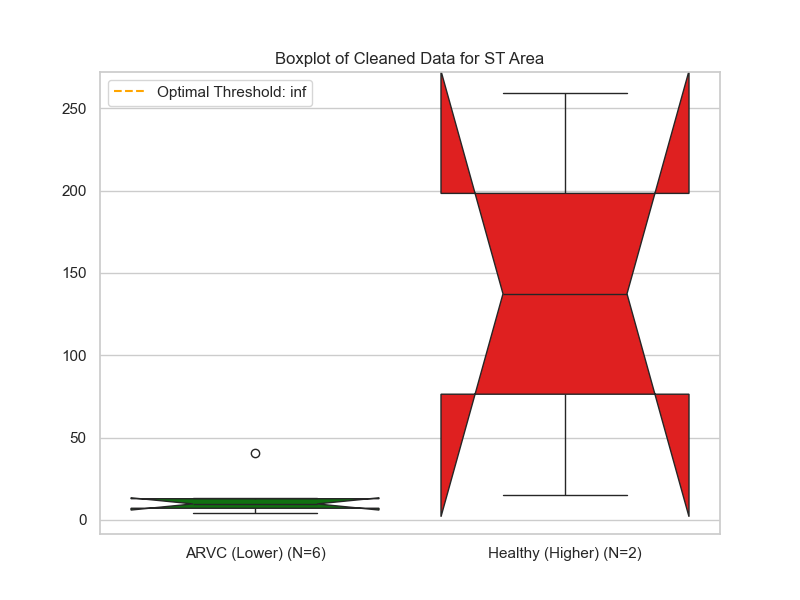 Boxplot of Cleaned Data for ST Area
Optimal Threshold: inf
250
200
150
100
50
0
ARVC (Lower) (N=6)
Healthy (Higher) (N=2)